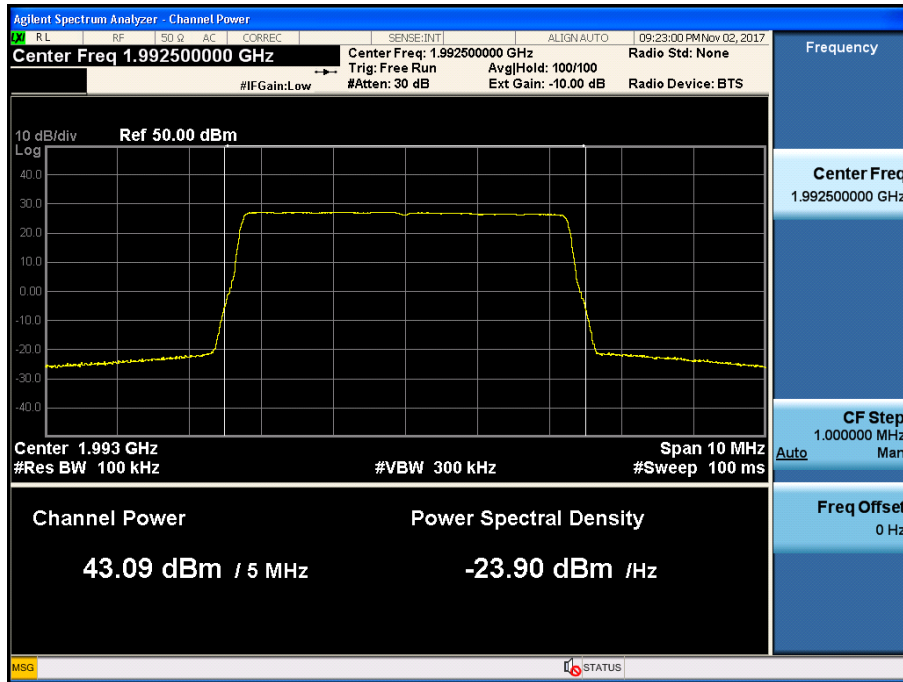 Agilent Spectrum Analyzer - Channel Power
LXI RL RF 50 Ω AC CORREC SENSE:INT ALIGN AUTO 09:23:00 PM Nov 02, 2017
Center Freq 1.992500000 GHz
Center Freq: 1.992500000 GHz Radio Std: None
Trig: Free Run Avg|Hold: 100/100
#IFGain:Low #Atten: 30 dB Ext Gain: -10.00 dB Radio Device: BTS
10 dB/div Ref 50.00 dBm
Log
40.0
30.0
20.0
10.0
0.00
-10.0
-20.0
-30.0
-40.0
Center 1.993 GHz Span 10 MHz
#Res BW 100 kHz #VBW 300 kHz #Sweep 100 ms
Channel Power Power Spectral Density
43.09 dBm / 5 MHz -23.90 dBm /Hz
MSG STATUS
Frequency
Center Freq
1.992500000 GHz
CF Step
1.000000 MHz
Auto Man
Freq Offset
0 Hz